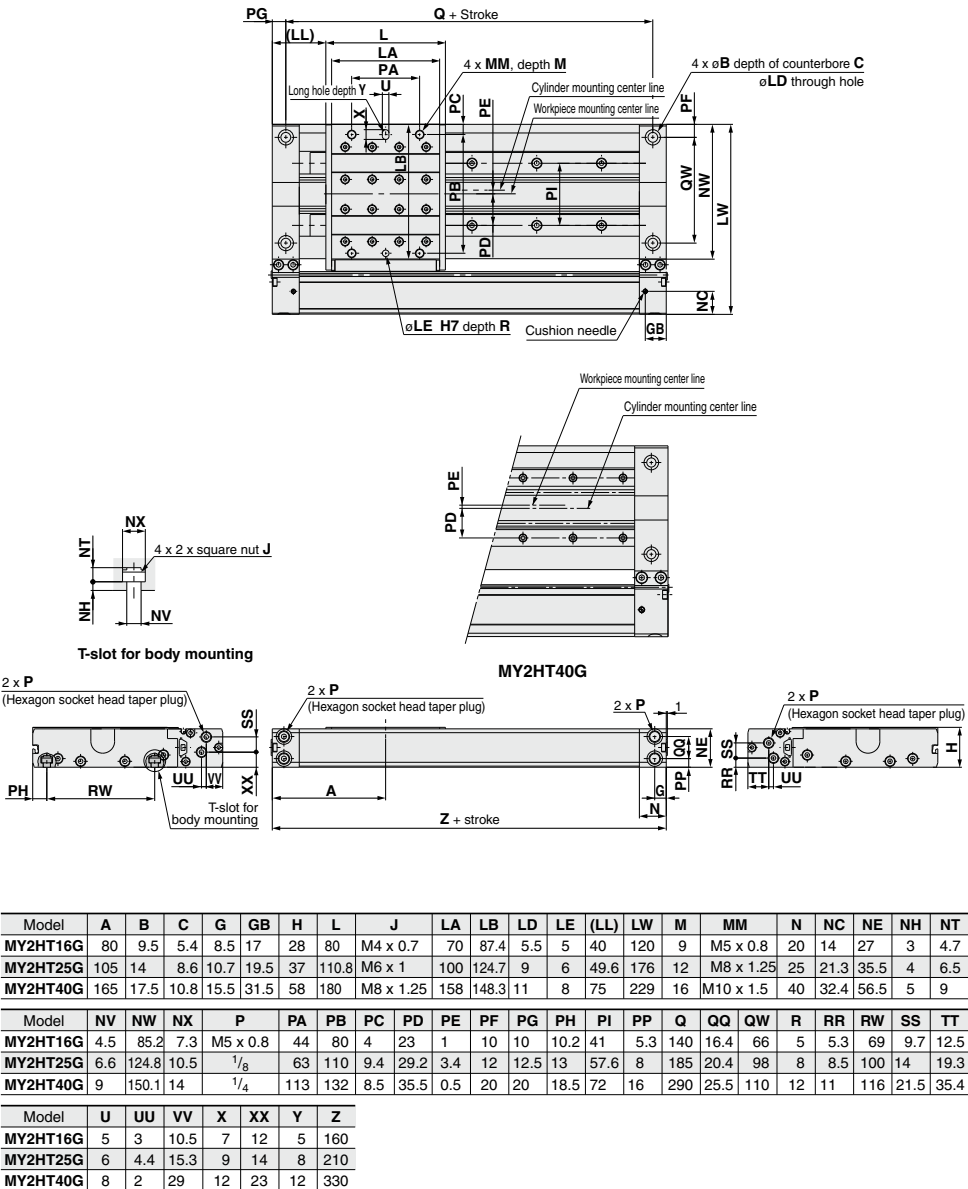 PG
Q + Stroke
(LL)
L
LA
PA
4 x MM, depth M
4 x øB depth of counterbore C
øLD through hole
Long hole depth Y
U
X
LB
PC
PE
Cylinder mounting center line
Workpiece mounting center line
PF
PB
PI
PD
QW
NW
LW
NC
øLE H7 depth R
Cushion needle
GB
Workpiece mounting center line
Cylinder mounting center line
PE
PD
NX
NT
4 x 2 x square nut J
NH
NV
T-slot for body mounting
MY2HT40G
2 x P
(Hexagon socket head taper plug)
SS
UU
VV
XX
PH
RW
T-slot for
body mounting
2 x P
(Hexagon socket head taper plug)
2 x P
1
QQ
NE
PP
G
N
A
Z + stroke
2 x P
(Hexagon socket head taper plug)
SS
RR
TT
UU
H
Model A B C G GB H L J LA LB LD LE (LL) LW M MM N NC NE NH NT
MY2HT16G 80 9.5 5.4 8.5 17 28 80 M4 x 0.7 70 87.4 5.5 5 40 120 9 M5 x 0.8 20 14 27 3 4.7
MY2HT25G 105 14 8.6 10.7 19.5 37 110.8 M6 x 1 100 124.7 9 6 49.6 176 12 M8 x 1.25 25 21.3 35.5 4 6.5
MY2HT40G 165 17.5 10.8 15.5 31.5 58 180 M8 x 1.25 158 148.3 11 8 75 229 16 M10 x 1.5 40 32.4 56.5 5 9
Model NV NW NX P PA PB PC PD PE PF PG PH PI PP Q QQ QW R RR RW SS TT
MY2HT16G 4.5 85.2 7.3 M5 x 0.8 44 80 4 23 1 10 10 10.2 41 5.3 140 16.4 66 5 5.3 69 9.7 12.5
MY2HT25G 6.6 124.8 10.5 1/8 63 110 9.4 29.2 3.4 12 12.5 13 57.6 8 185 20.4 98 8 8.5 100 14 19.3
MY2HT40G 9 150.1 14 1/4 113 132 8.5 35.5 0.5 20 20 18.5 72 16 290 25.5 110 12 11 116 21.5 35.4
Model U UU VV X XX Y Z
MY2HT16G 5 3 10.5 7 12 5 160
MY2HT25G 6 4.4 15.3 9 14 8 210
MY2HT40G 8 2 29 12 23 12 330